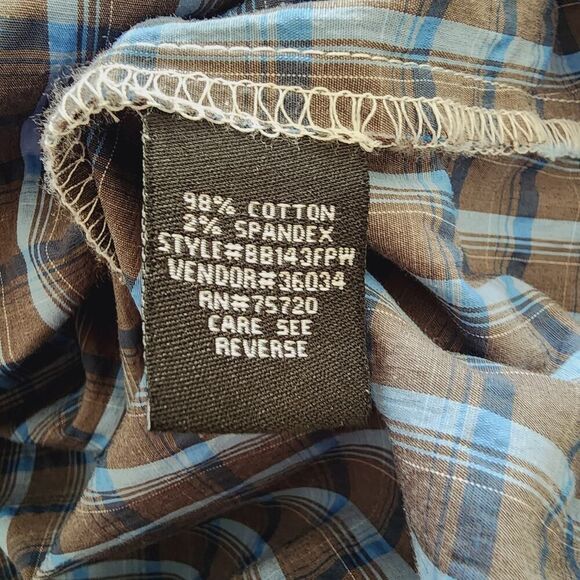 98% COTTON
2% SPANDEX
STYLE#BB143FPW
VENDOR#36034
RN#75720
CARE SEE
REVERSE